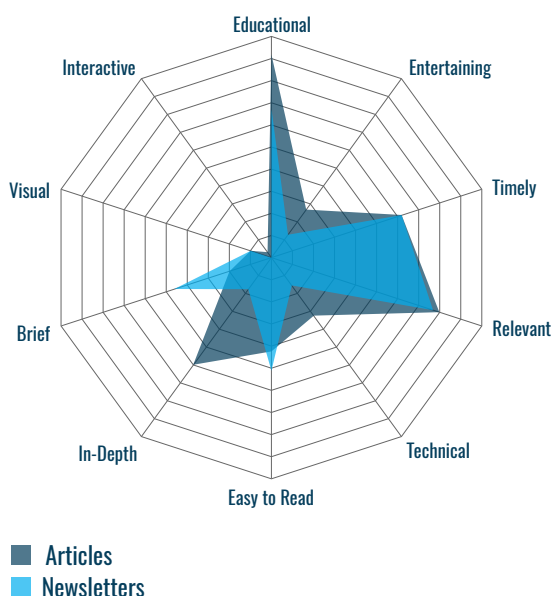 Educational
Interactive
Entertaining
Visual
Timely
Brief
Relevant
In-Depth
Technical
Easy to Read
Articles
Newsletters